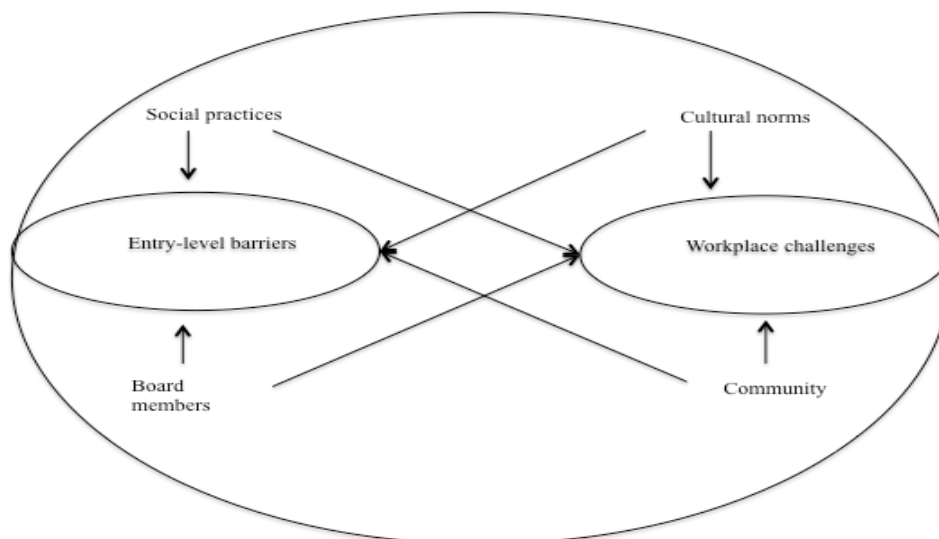 Social practices
Cultural norms
Entry-level barriers
Workplace challenges
Board
members
Community